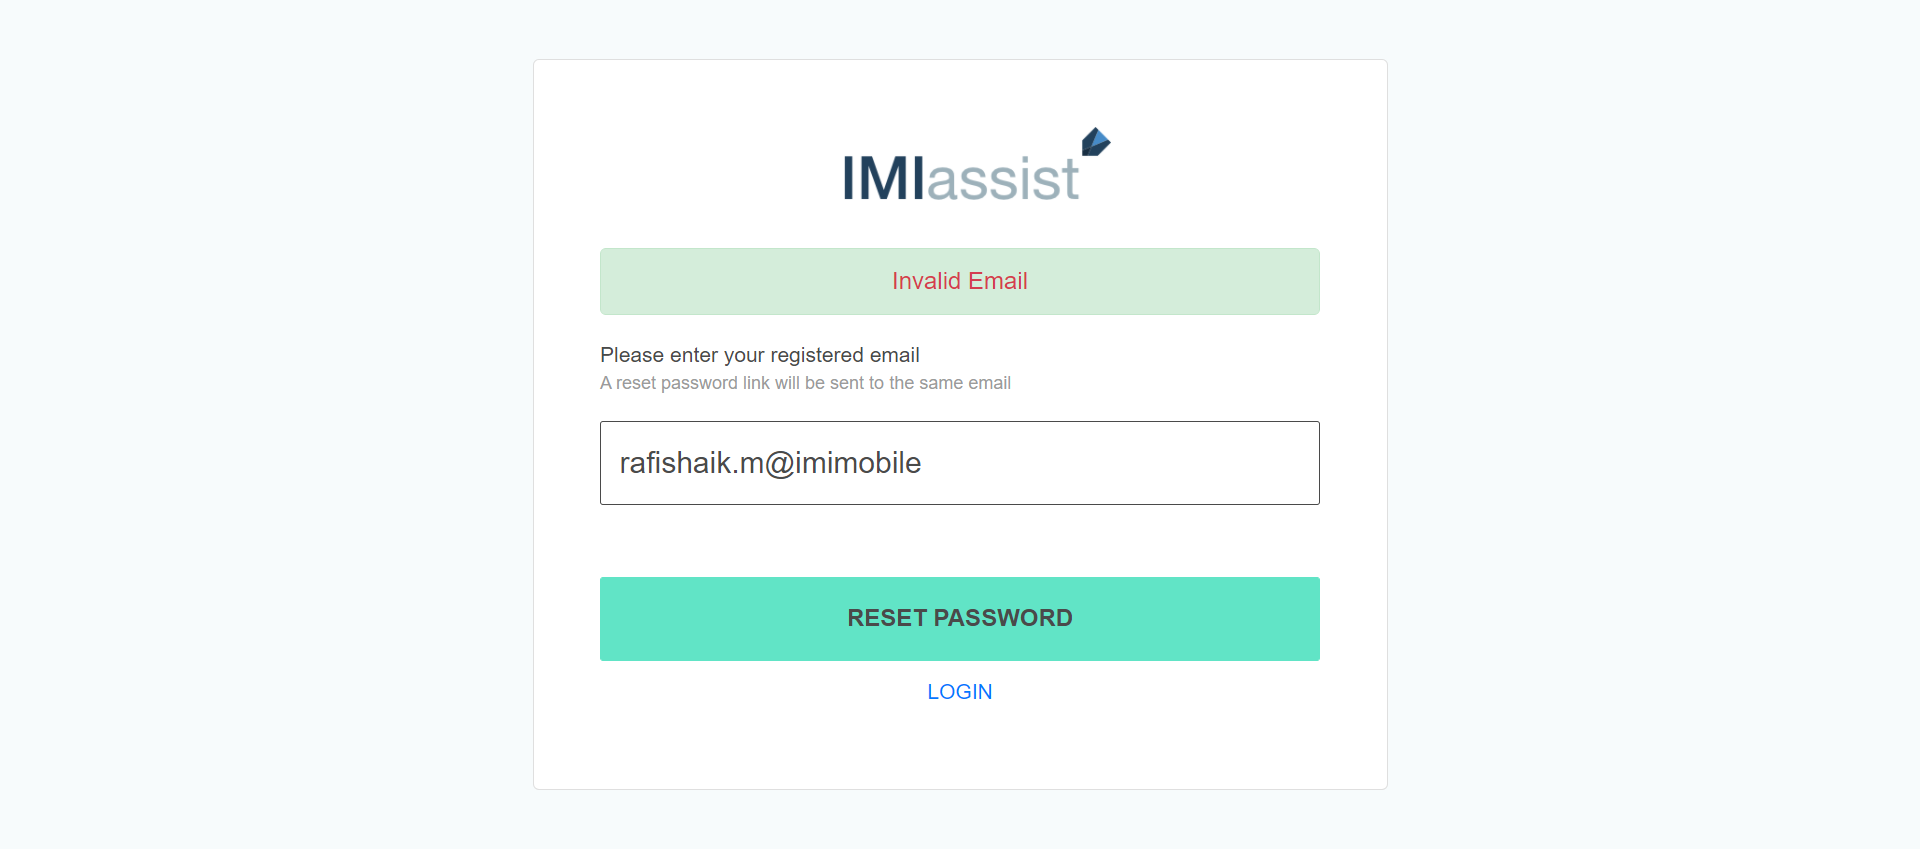 IMIassist
Invalid Email
Please enter your registered email
A reset password link will be sent to the same email
rafishaik.m@imimobile
RESET PASSWORD
LOGIN